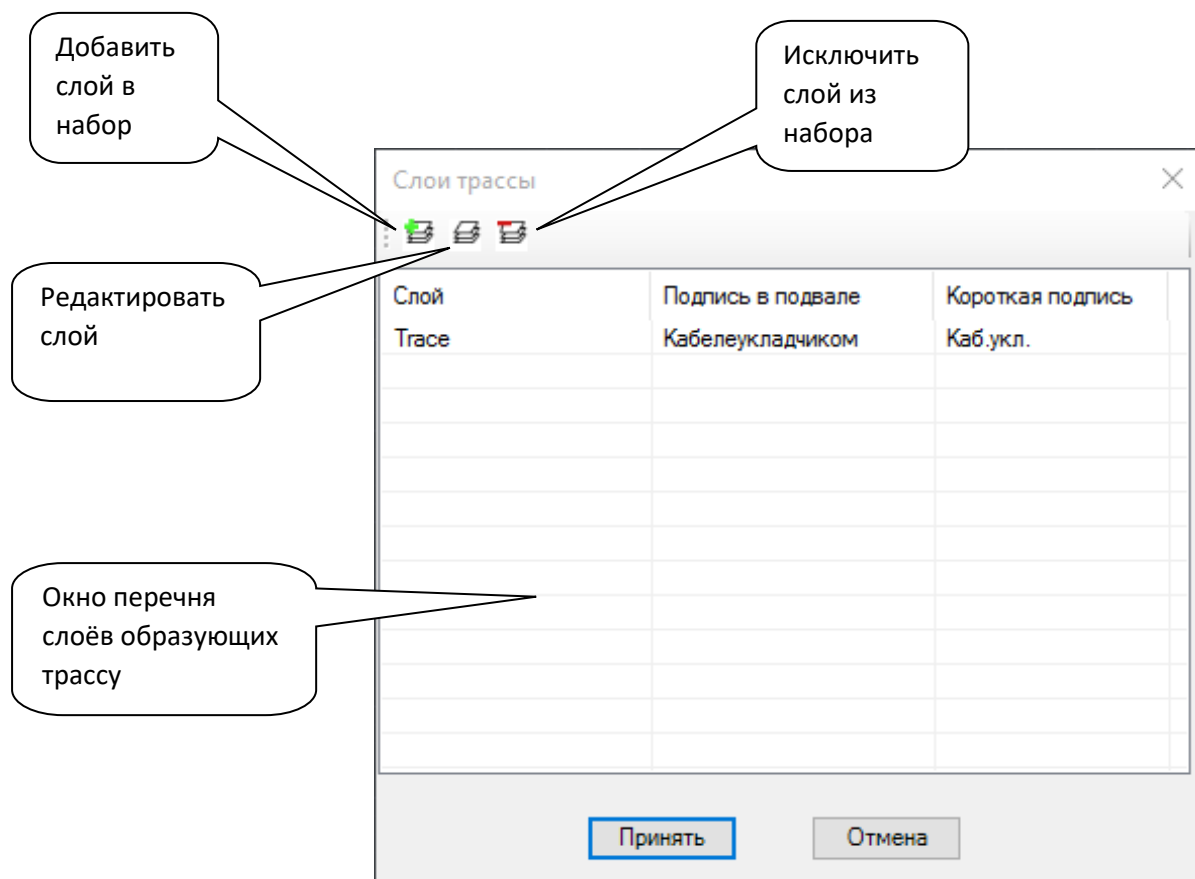 Добавить
слой в
набор
Исключить
слой из
набора
Слои трассы
Редактировать
слой
Слой Подпись в подвале Короткая подпись
Trace Кабелеукладчиком Каб.укл.
Окно перечня
слоёв образующих
трассу
Принять Отмена